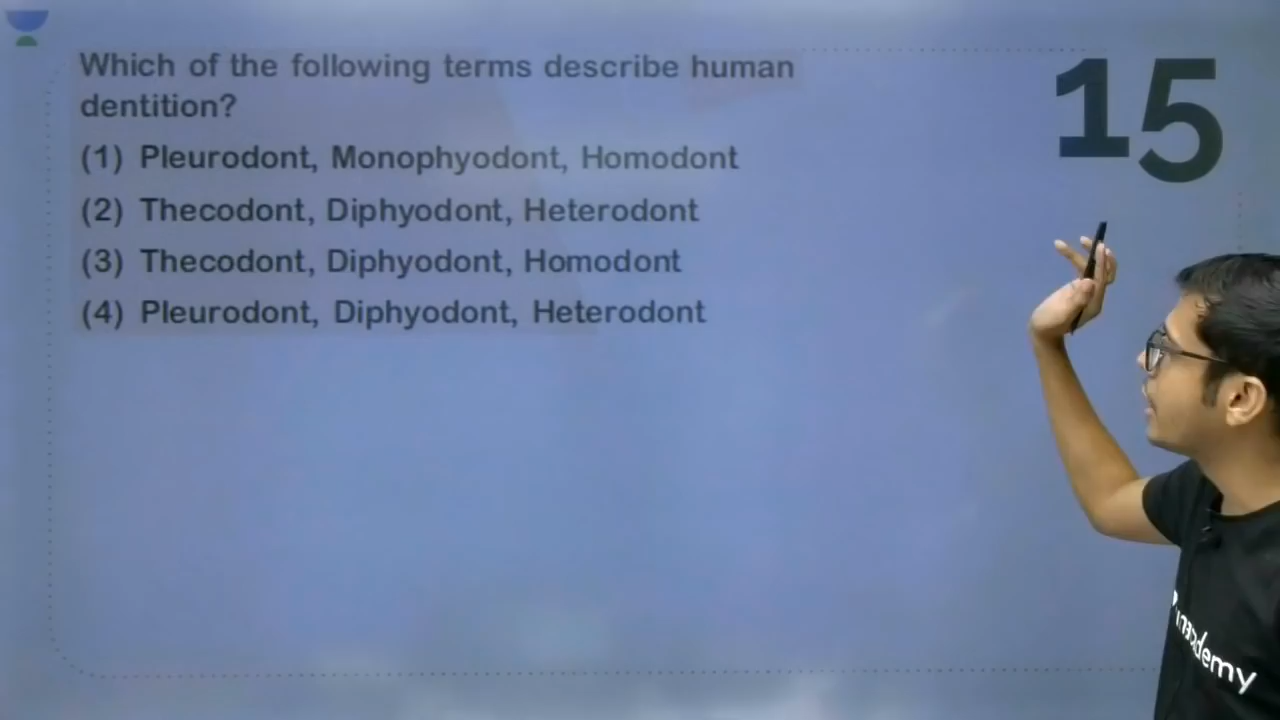 Which of the following terms describe human
dentition?
(1) Pleurodont, Monophyodont, Homodont
(2) Thecodont, Diphyodont, Heterodont
(3) Thecodont, Diphyodont, Homodont
(4) Pleurodont, Diphyodont, Heterodont
15
unacademy